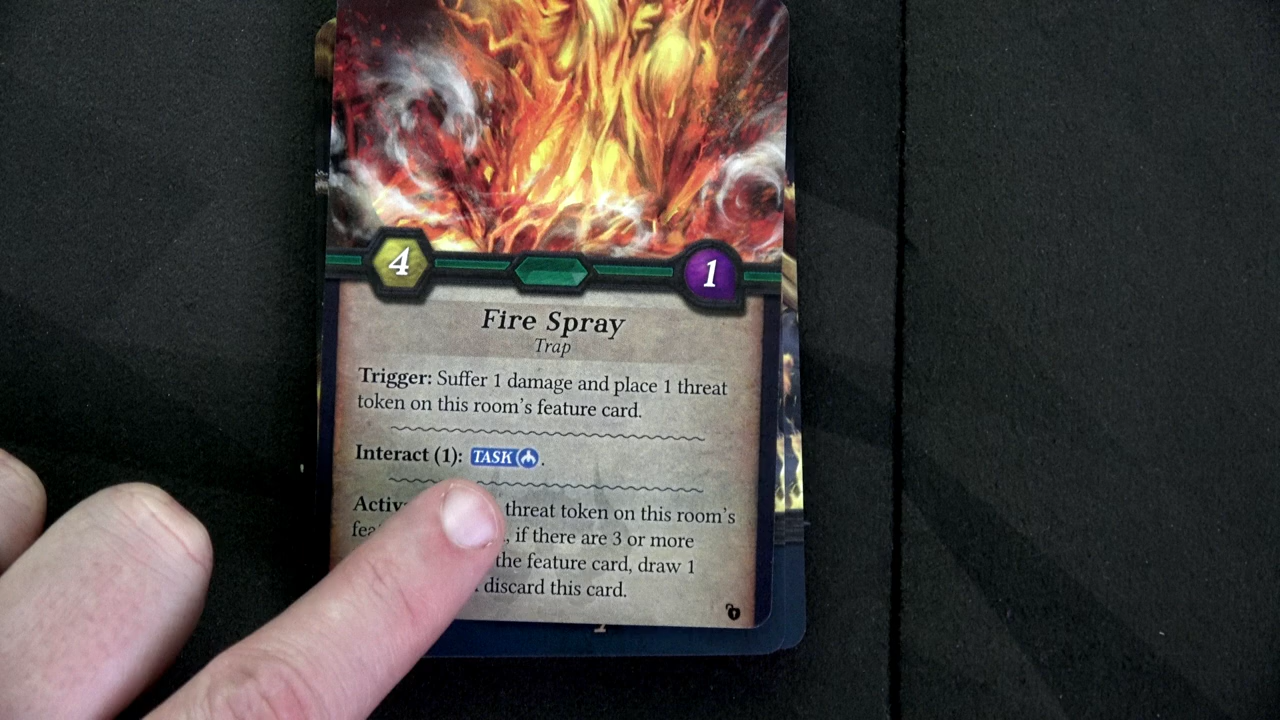 4
1
Fire Spray
Trap
Trigger: Suffer 1 damage and place 1 threat
token on this room's feature card.
Interact (1): TASK.
threat token on this room's
if there are 3 or more
the feature card, draw 1
discard this card.